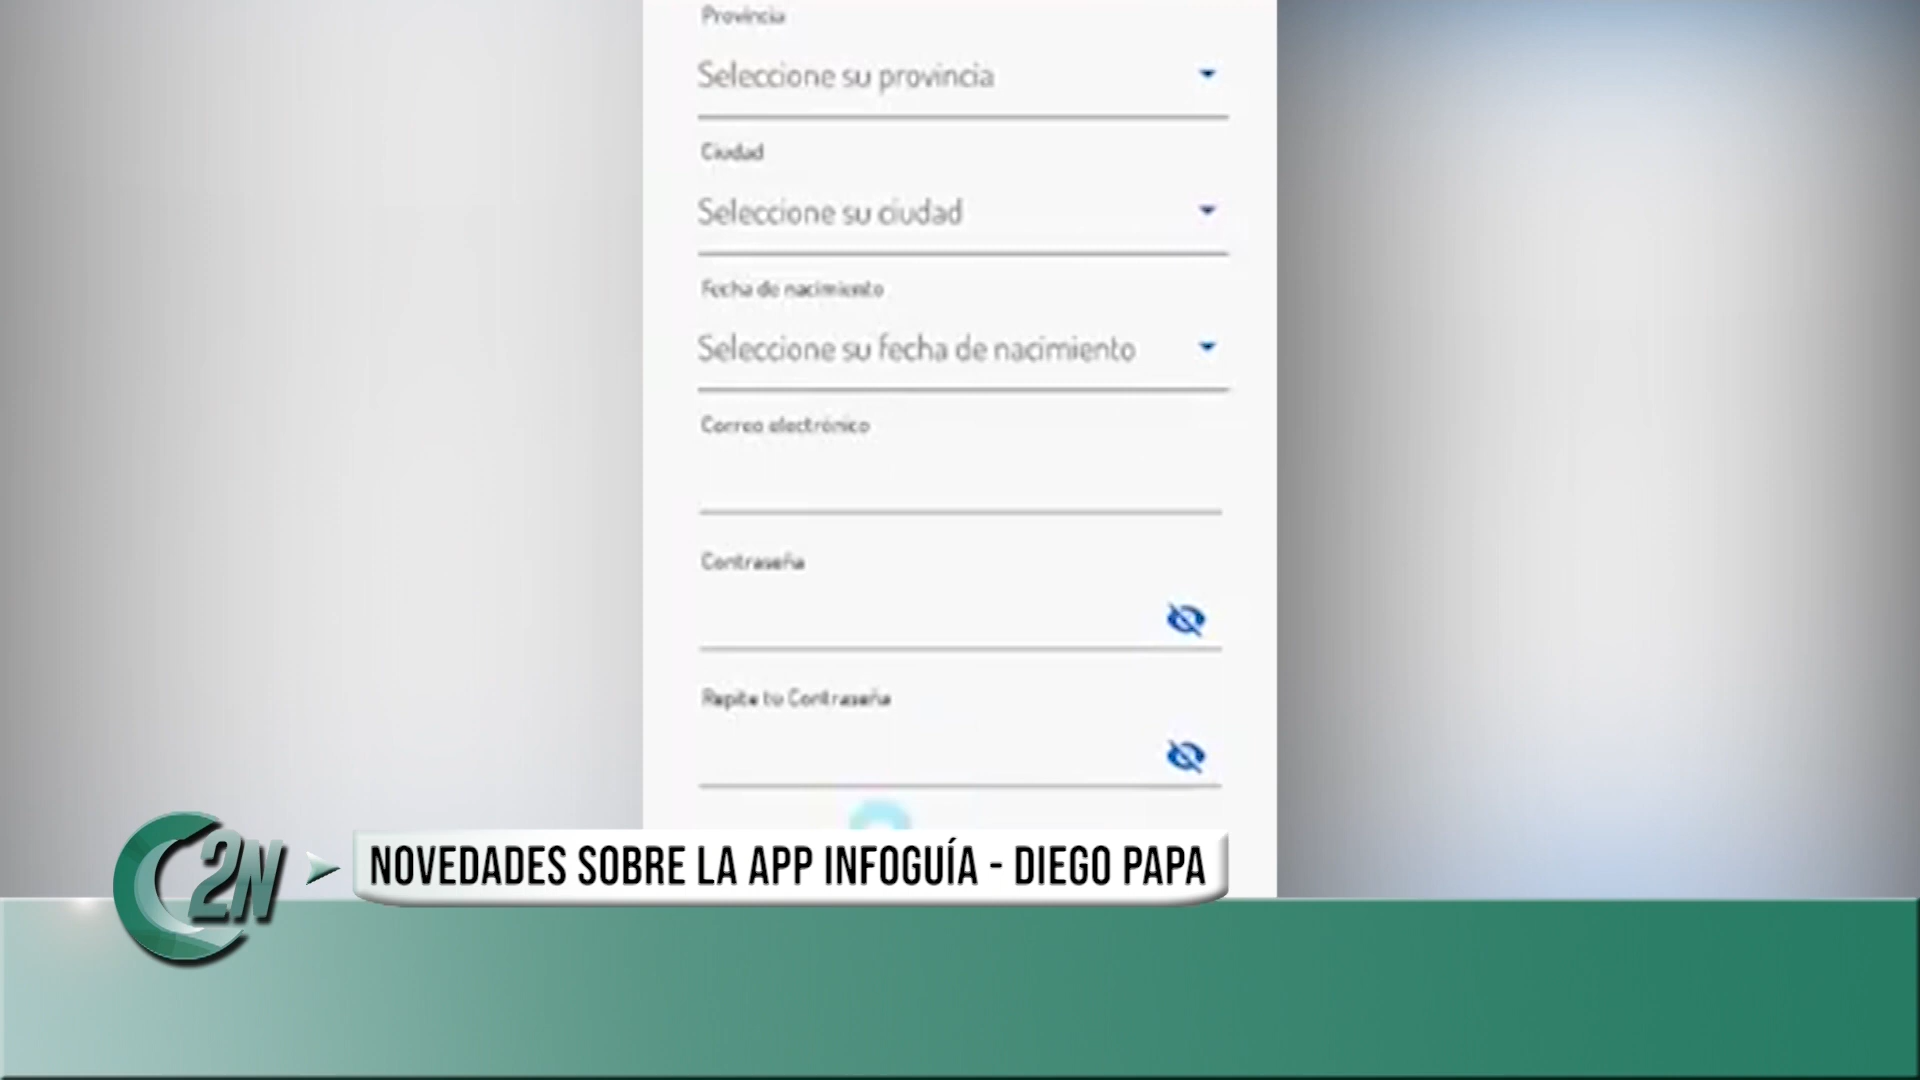 Provincia
Seleccione su provincia
Ciudad
Seleccione su ciudad
Fecha de nacimiento
Seleccione su fecha de nacimiento
Correo electrónico
Contraseña
Repite tu Contraseña
C2N
NOVEDADES SOBRE LA APP INFOGUÍA - DIEGO PAPA